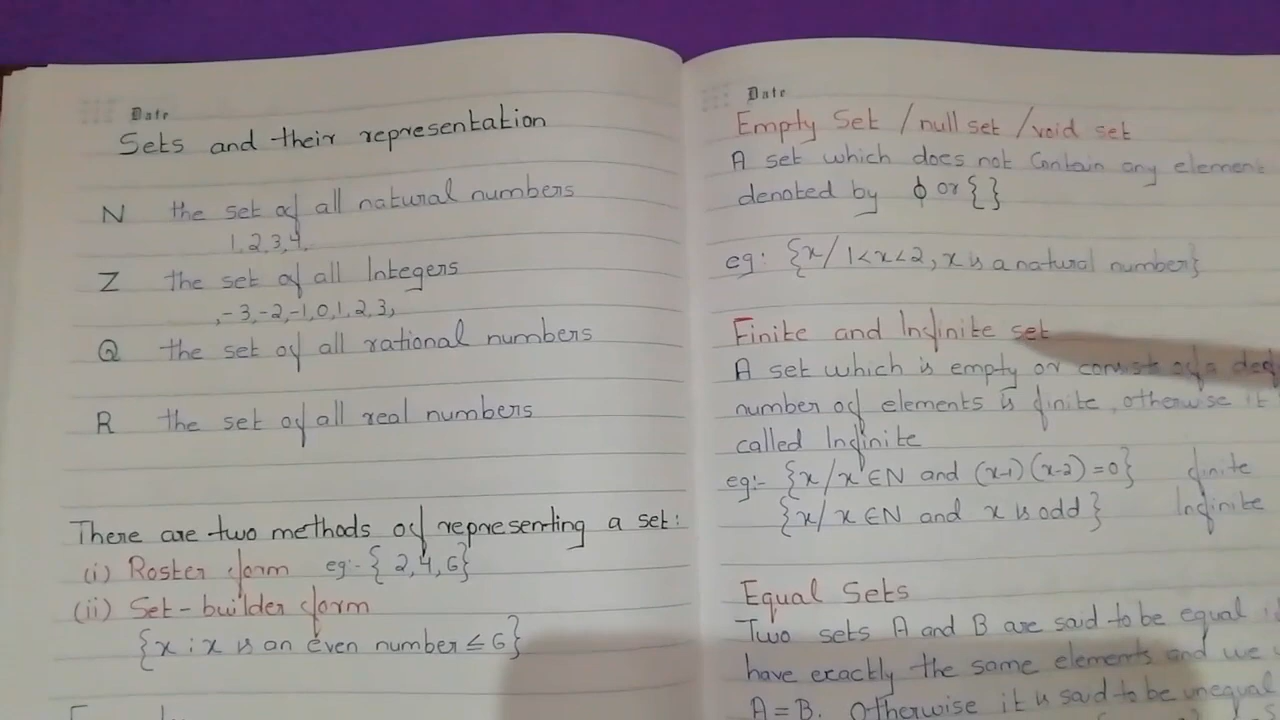 Date
Sets and their representation
N the set of all natural numbers
1, 2, 3, 4,
Z the set of all Integers
, -3, -2, -1, 0, 1, 2, 3,
Q the set of all rational numbers
R the set of all real numbers
There are two methods of representing a set:
(i) Roster form eg:- { 2, 4, 6}
(ii) Set-builder form
{x : x is an even number ≤ 6}
Date
Empty Set / null set / void set
A set which does not Contain any element
denoted by ϕ or { }
eg: {x / 1<x<2, x is a natural number}
Finite and Infinite set
A set which is empty or consist of a
number of elements is finite, otherwise it
called Infinite
eg:- {x / x ∈ N and (x-1) (x-2) = 0} finite
{x / x ∈ N and x is odd } Infinite
Equal Sets
Two sets A and B are said to be equal
have exactly the same elements and we
A = B. Otherwise it is said to be unequal